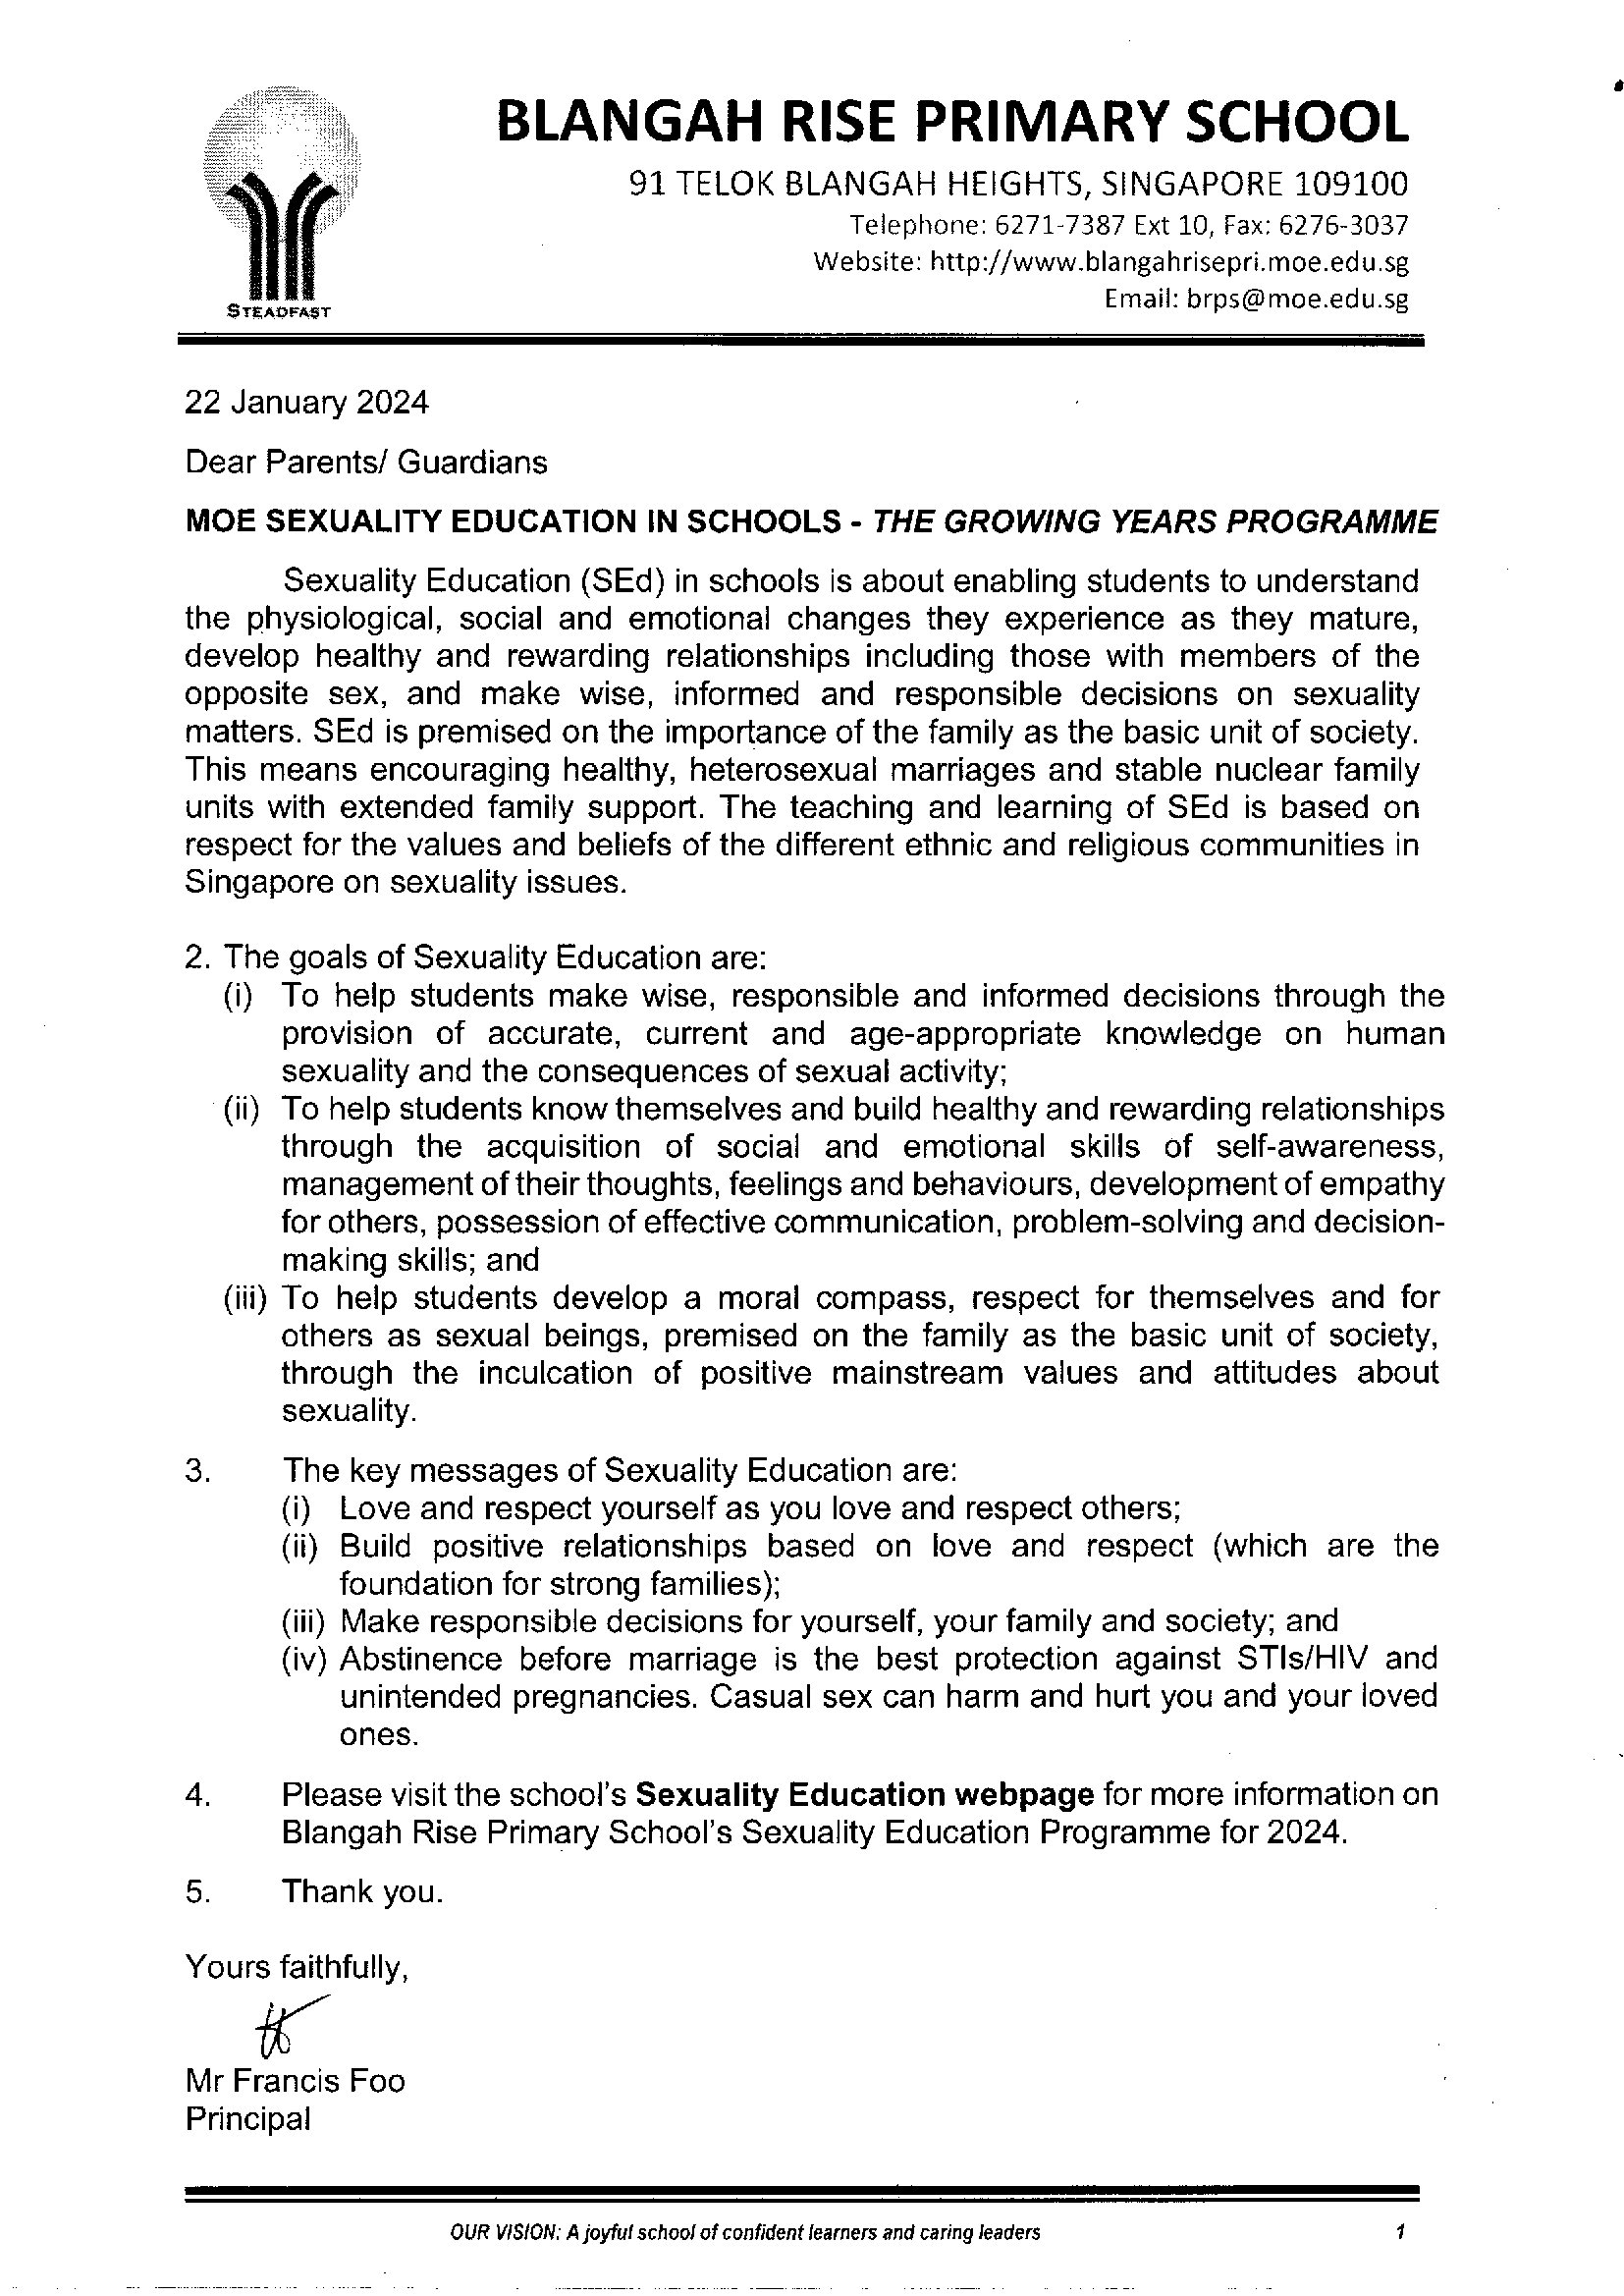 STEADFAST
BLANGAH RISE PRIMARY SCHOOL
91 TELOK BLANGAH HEIGHTS, SINGAPORE 109100
Telephone: 6271-7387 Ext 10, Fax: 6276-3037
Website: http://www.blangahrisepri.moe.edu.sg
Email: brps@moe.edu.sg
22 January 2024
Dear Parents/ Guardians
MOE SEXUALITY EDUCATION IN SCHOOLS - THE GROWING YEARS PROGRAMME
Sexuality Education (SEd) in schools is about enabling students to understand
the physiological, social and emotional changes they experience as they mature,
develop healthy and rewarding relationships including those with members of the
opposite sex, and make wise, informed and responsible decisions on sexuality
matters. SEd is premised on the importance of the family as the basic unit of society.
This means encouraging healthy, heterosexual marriages and stable nuclear family
units with extended family support. The teaching and learning of SEd is based on
respect for the values and beliefs of the different ethnic and religious communities in
Singapore on sexuality issues.
2. The goals of Sexuality Education are:
(i) To help students make wise, responsible and informed decisions through the
provision of accurate, current and age-appropriate knowledge on human
sexuality and the consequences of sexual activity;
(ii) To help students know themselves and build healthy and rewarding relationships
through the acquisition of social and emotional skills of self-awareness,
management of their thoughts, feelings and behaviours, development of empathy
for others, possession of effective communication, problem-solving and decision-
making skills; and
(iii) To help students develop a moral compass, respect for themselves and for
others as sexual beings, premised on the family as the basic unit of society,
through the inculcation of positive mainstream values and attitudes about
sexuality.
3. The key messages of Sexuality Education are:
(i) Love and respect yourself as you love and respect others;
(ii) Build positive relationships based on love and respect (which are the
foundation for strong families);
(iii) Make responsible decisions for yourself, your family and society; and
(iv) Abstinence before marriage is the best protection against STIs/HIV and
unintended pregnancies. Casual sex can harm and hurt you and your loved
ones.
4. Please visit the school's Sexuality Education webpage for more information on
Blangah Rise Primary School's Sexuality Education Programme for 2024.
5. Thank you.
Yours faithfully,
Mr Francis Foo
Principal
OUR VISION: A joyful school of confident learners and caring leaders 1